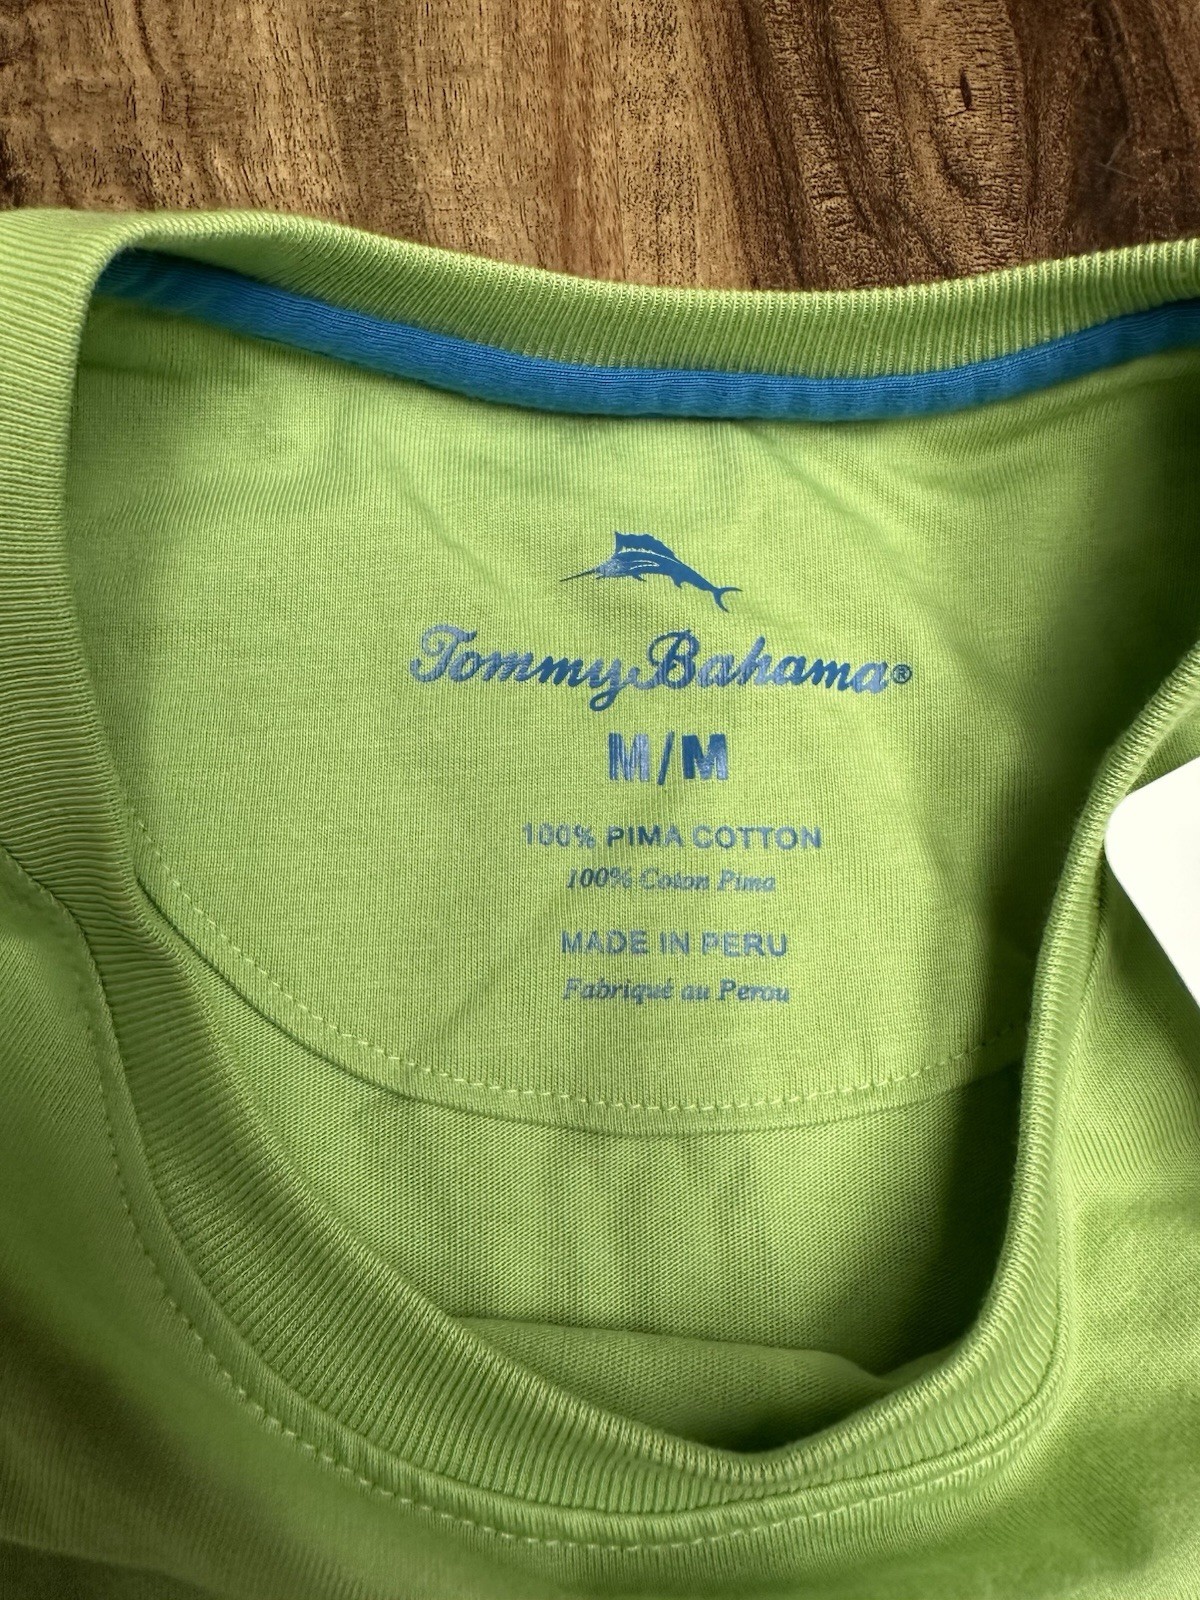 Tommy Bahama®
M/M
100% PIMA COTTON
100% Coton Pima
MADE IN PERU
Fabriqué au Perou